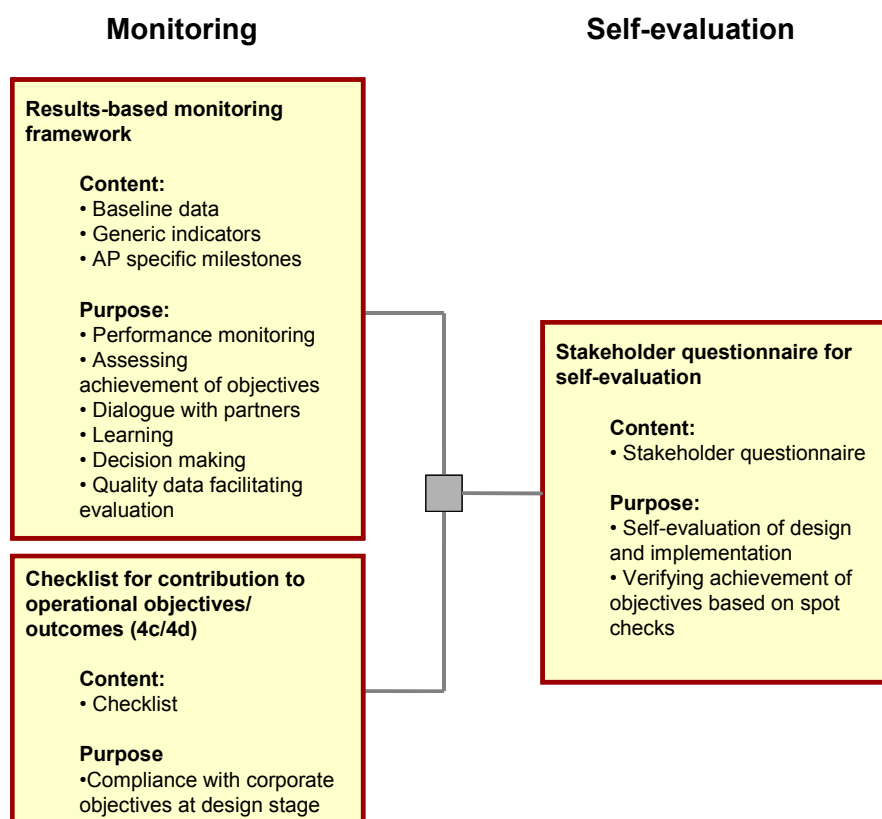 Monitoring
Self-evaluation
Results-based monitoring
framework
Content:
• Baseline data
• Generic indicators
• AP specific milestones
Purpose:
• Performance monitoring
• Assessing
achievement of objectives
• Dialogue with partners
• Learning
• Decision making
• Quality data facilitating
evaluation
Checklist for contribution to
operational objectives/
outcomes (4c/4d)
Content:
• Checklist
Purpose
•Compliance with corporate
objectives at design stage
Stakeholder questionnaire for
self-evaluation
Content:
• Stakeholder questionnaire
Purpose:
• Self-evaluation of design
and implementation
• Verifying achievement of
objectives based on spot
checks